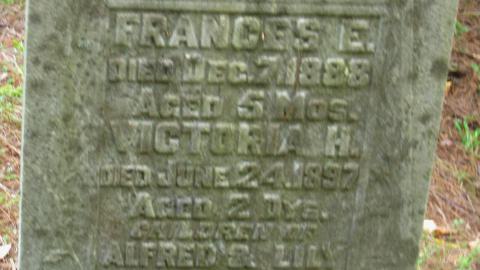 FRANCES E.
DIED DEC. 7, 1888
AGED 5 MOS.
VICTORIA H.
DIED JUNE 24, 1897
AGED 2 DYS.
CHILDREN OF
ALFRED & LILY